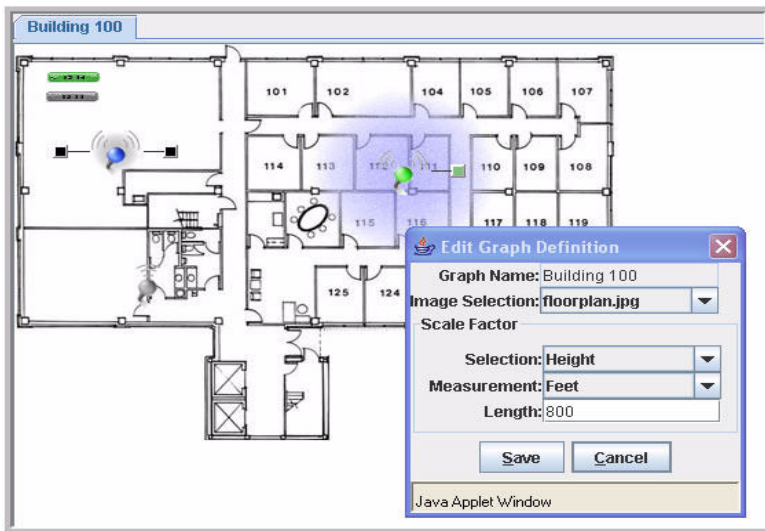 Building 100
101 102 104 105 106 107
114 113 112 111 110 109 108
115 116 117 118 119
125 124
Edit Graph Definition
Graph Name: Building 100
Image Selection: floorplan.jpg
Scale Factor
Selection: Height
Measurement: Feet
Length: 800
Save Cancel
Java Applet Window